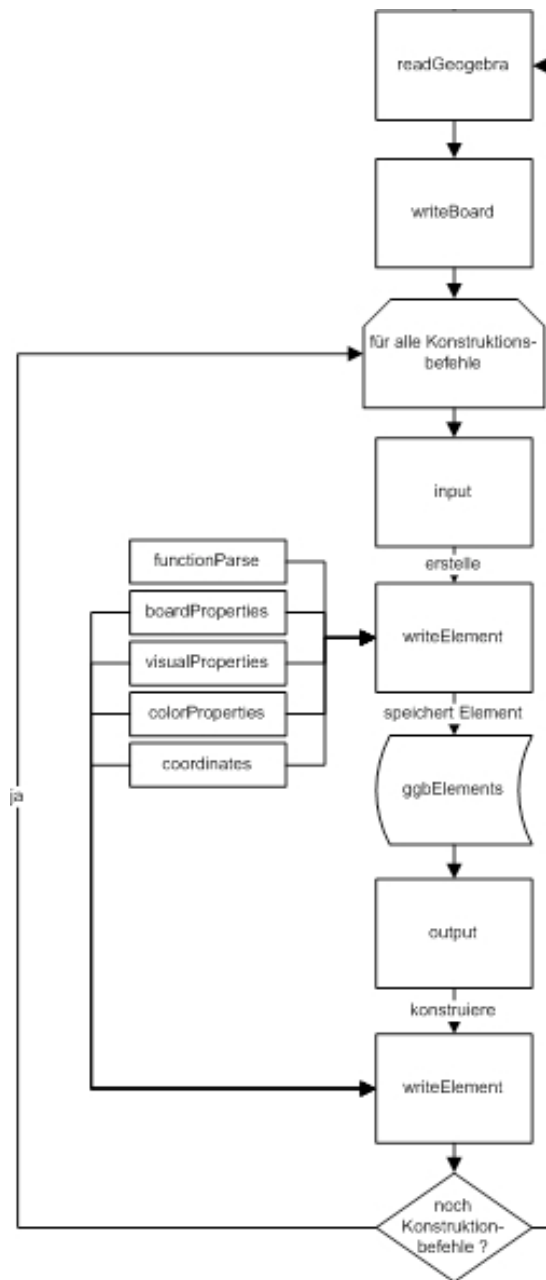 readGeogebra
writeBoard
für alle Konstruktions-
befehle
input
erstelle
functionParse
boardProperties
visualProperties
colorProperties
coordinates
writeElement
speichert Element
ja
ggbElements
output
konstruiere
writeElement
noch
Konstruktion-
befehle ?